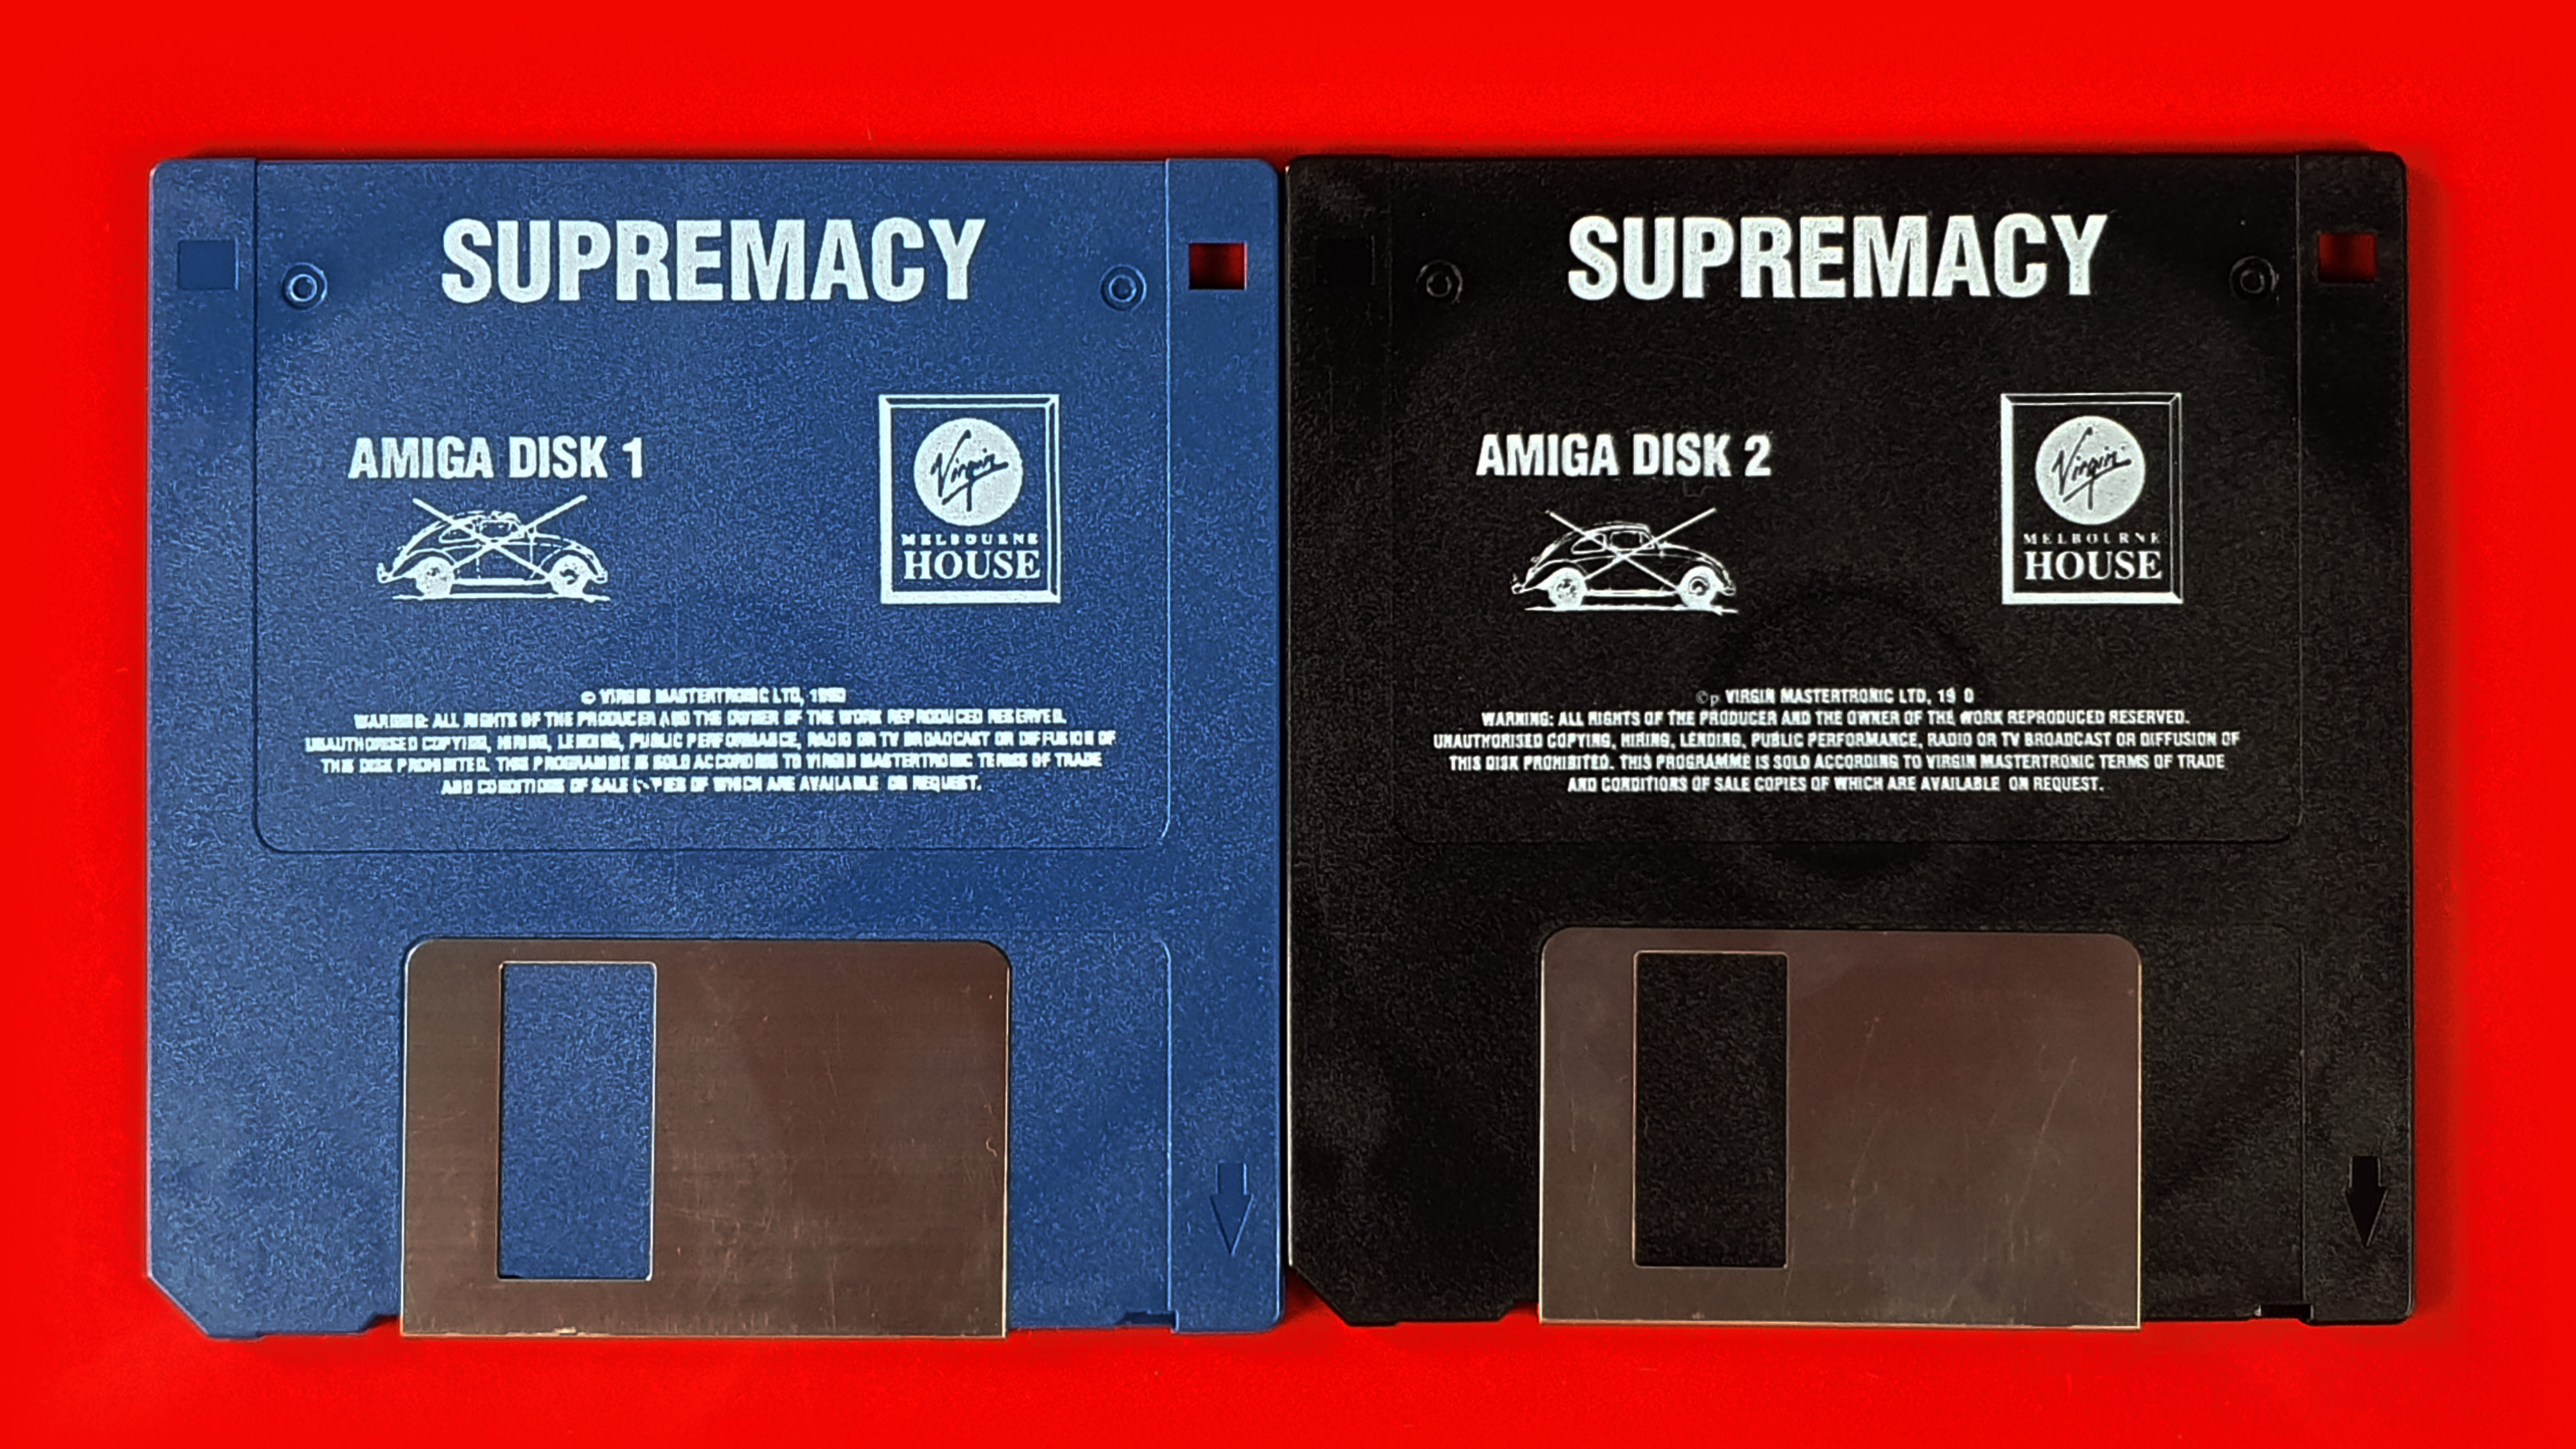 SUPREMACY
AMIGA DISK 1
Virgin
MELBOURNE
HOUSE
© VIRGIN MASTERTRONIC LTD, 1990
WARNING: ALL RIGHTS OF THE PRODUCER AND THE OWNER OF THE WORK REPRODUCED RESERVED.
UNAUTHORISED COPYING, HIRING, LENDING, PUBLIC PERFORMANCE, RADIO OR TV BROADCAST OR DIFFUSION OF
THIS DISK PROHIBITED. THIS PROGRAMME IS SOLD ACCORDING TO VIRGIN MASTERTRONIC TERMS OF TRADE
AND CONDITIONS OF SALE COPIES OF WHICH ARE AVAILABLE ON REQUEST.
SUPREMACY
AMIGA DISK 2
Virgin
MELBOURNE
HOUSE
©p VIRGIN MASTERTRONIC LTD, 19 0
WARNING: ALL RIGHTS OF THE PRODUCER AND THE OWNER OF THE WORK REPRODUCED RESERVED.
UNAUTHORISED COPYING, HIRING, LENDING, PUBLIC PERFORMANCE, RADIO OR TV BROADCAST OR DIFFUSION OF
THIS DISK PROHIBITED. THIS PROGRAMME IS SOLD ACCORDING TO VIRGIN MASTERTRONIC TERMS OF TRADE
AND CONDITIONS OF SALE COPIES OF WHICH ARE AVAILABLE ON REQUEST.